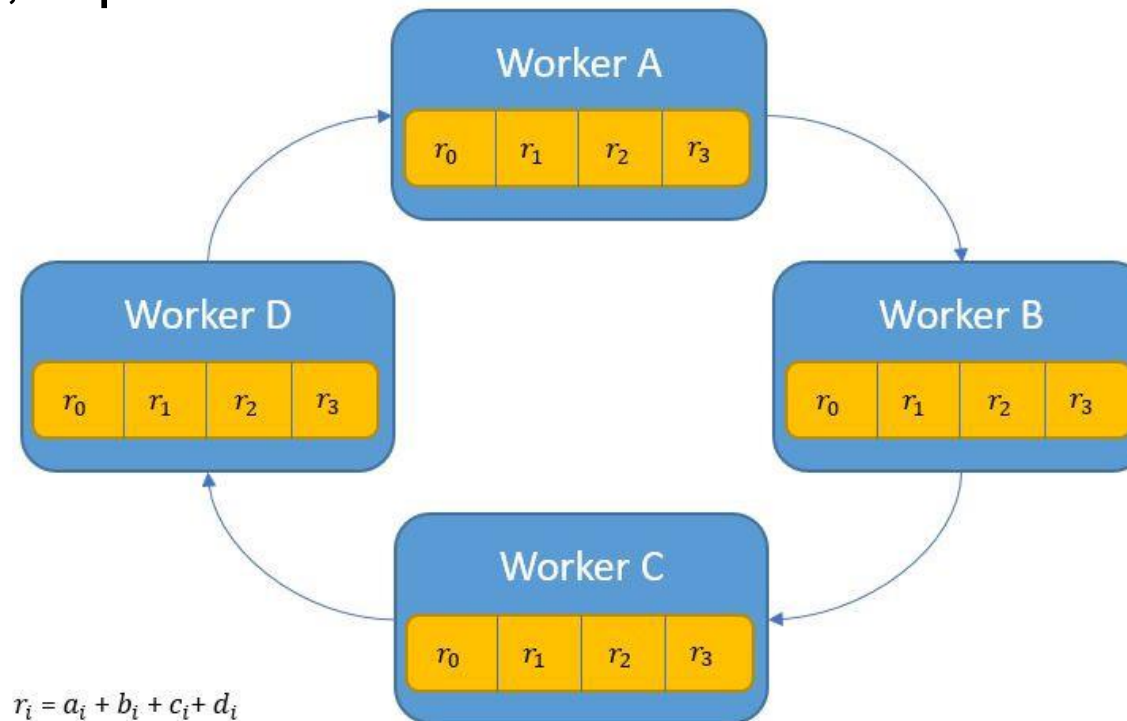 Worker A
r₀ r₁ r₂ r₃
Worker D
r₀ r₁ r₂ r₃
Worker B
r₀ r₁ r₂ r₃
Worker C
r₀ r₁ r₂ r₃
rᵢ = aᵢ + bᵢ + cᵢ+ dᵢ